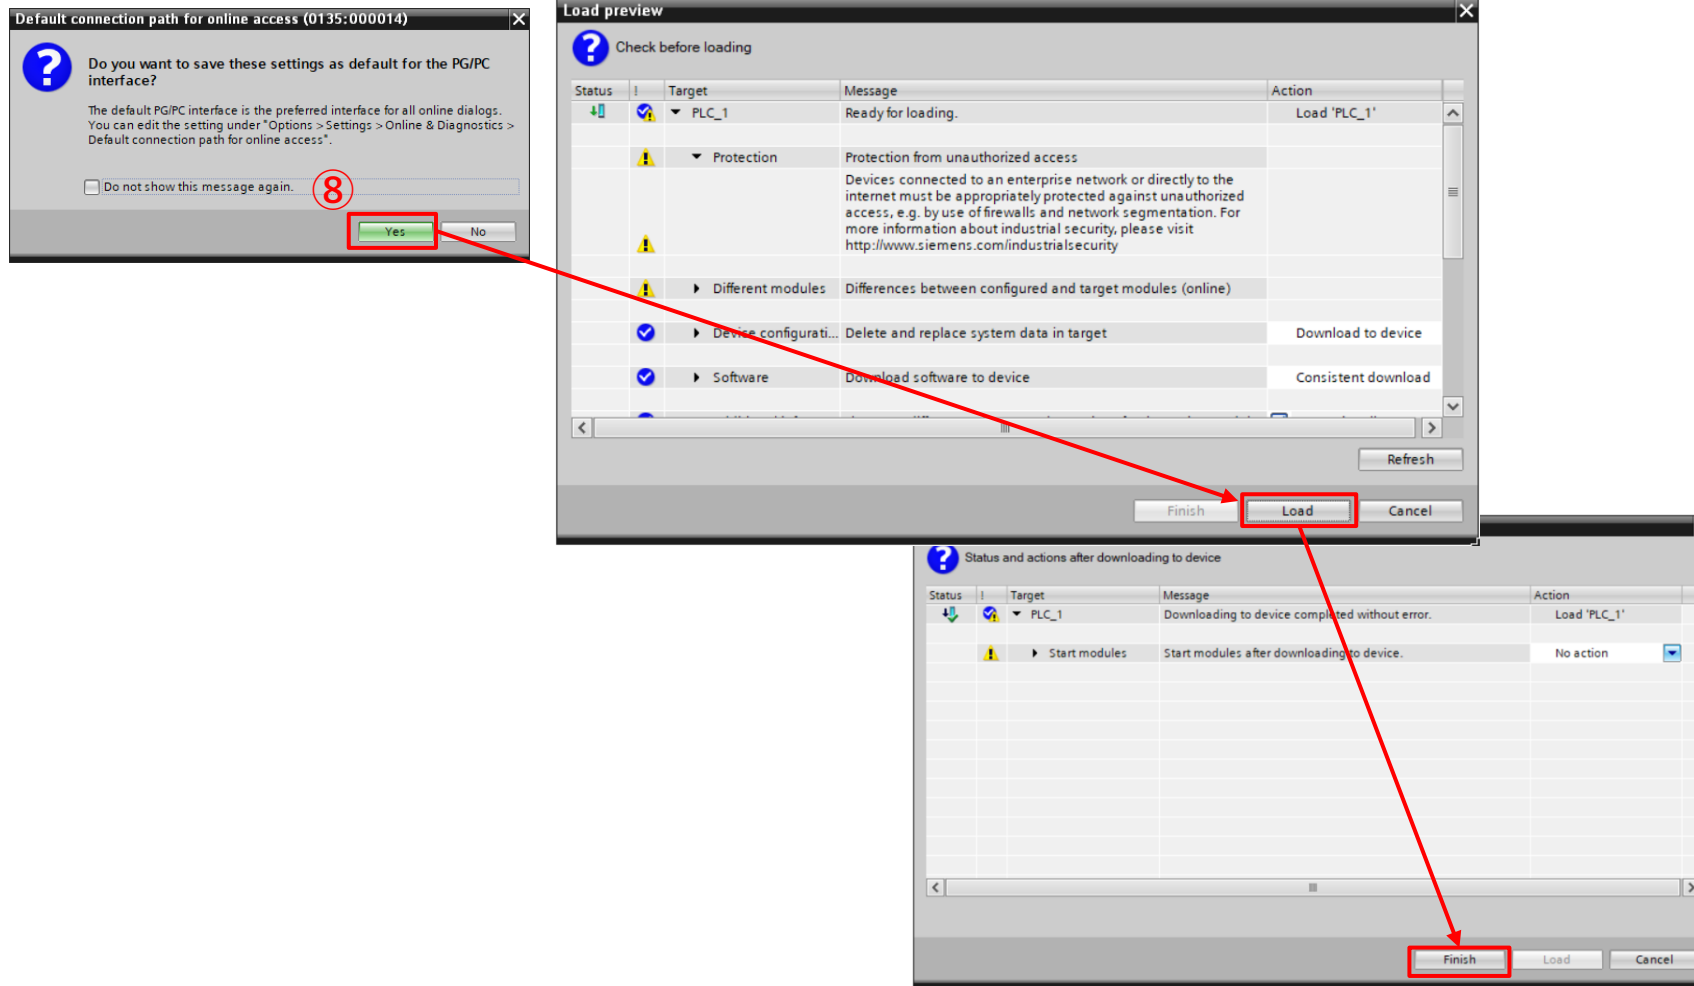 Default connection path for online access (0135:000014)
Do you want to save these settings as default for the PG/PC
interface?
The default PG/PC interface is the preferred interface for all online dialogs.
You can edit the setting under "Options > Settings > Online & Diagnostics >
Default connection path for online access".
Do not show this message again.
⑧
Yes No
Load preview
Check before loading
Status ! Target Message Action
PLC_1 Ready for loading. Load 'PLC_1'
Protection Protection from unauthorized access
Devices connected to an enterprise network or directly to the
internet must be appropriately protected against unauthorized
access, e.g. by use of firewalls and network segmentation. For
more information about industrial security, please visit
http://www.siemens.com/industrialsecurity
Different modules Differences between configured and target modules (online)
Device configurati... Delete and replace system data in target Download to device
Software Download software to device Consistent download
Refresh
Finish Load Cancel
Status and actions after downloading to device
Status ! Target Message Action
PLC_1 Downloading to device completed without error. Load 'PLC_1'
Start modules Start modules after downloading to device. No action
Finish Load Cancel